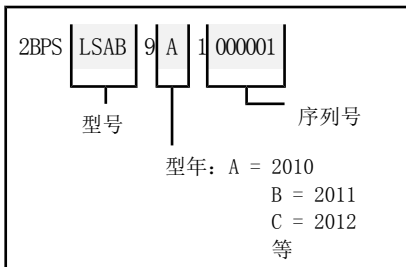 2BPS LSAB 9 A 1 000001
型号
序列号
型年: A = 2010
B = 2011
C = 2012
等